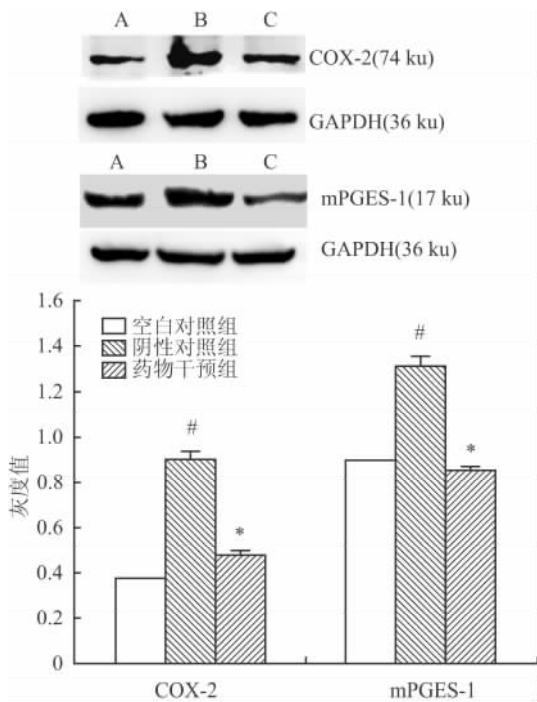 A B C
COX-2(74 ku)
GAPDH(36 ku)
A B C
mPGES-1(17 ku)
GAPDH(36 ku)
1.6
1.4
1.2
1.0
0.8
0.6
0.4
0.2
0
灰度值
空白对照组
阴性对照组
药物干预组
#
*
#
*
COX-2 mPGES-1